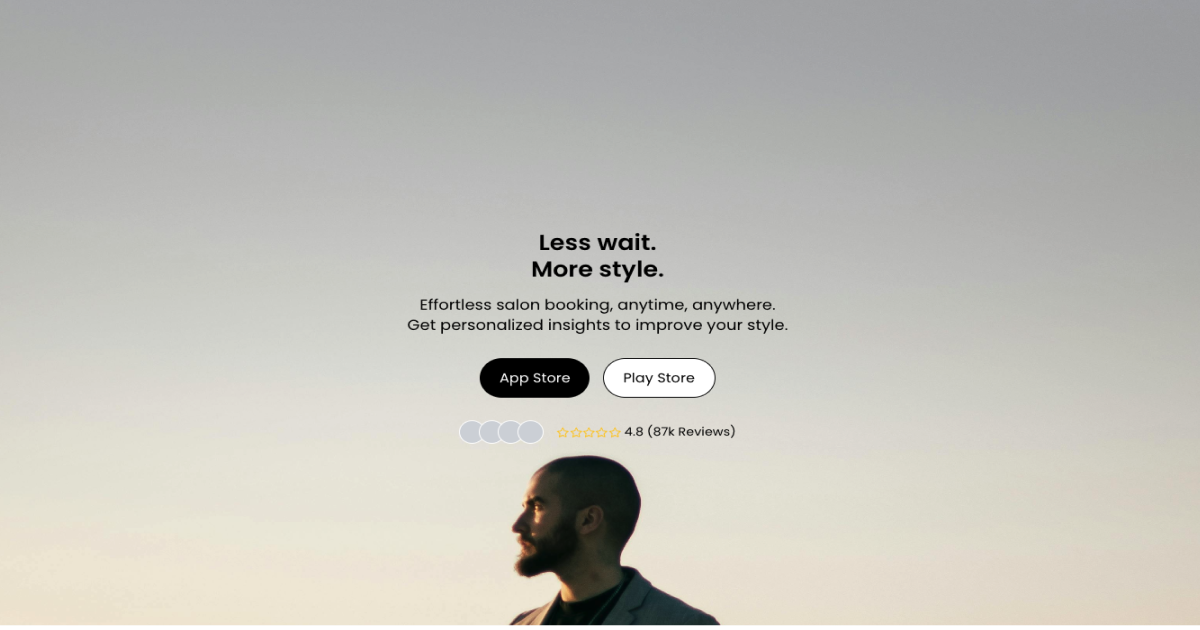 Less wait.
More style.
Effortless salon booking, anytime, anywhere.
Get personalized insights to improve your style.
App Store
Play Store
4.8 (87k Reviews)